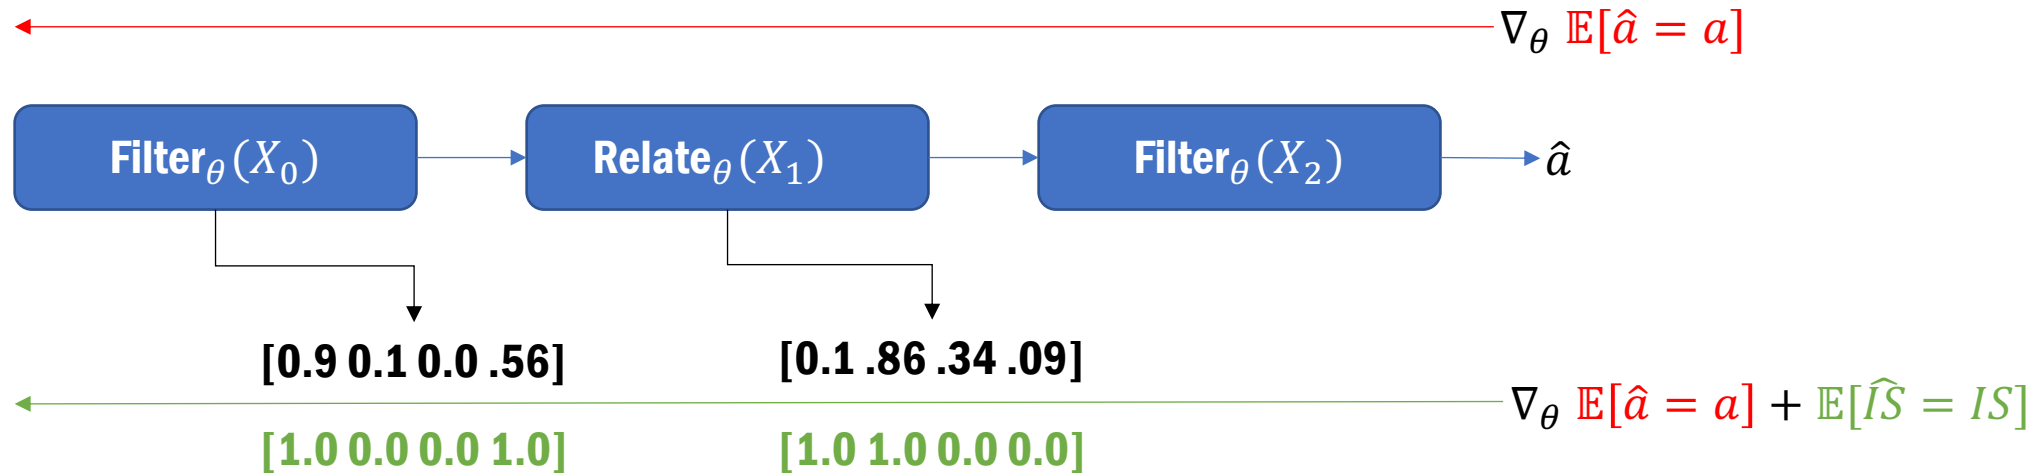 ∇θ 𝔼[â = a]
Filterθ(X0) Relateθ(X1) Filterθ(X2) â
[0.9 0.1 0.0 .56] [0.1 .86 .34 .09]
∇θ 𝔼[â = a] + 𝔼[ÎS = IS]
[1.0 0.0 0.0 1.0] [1.0 1.0 0.0 0.0]